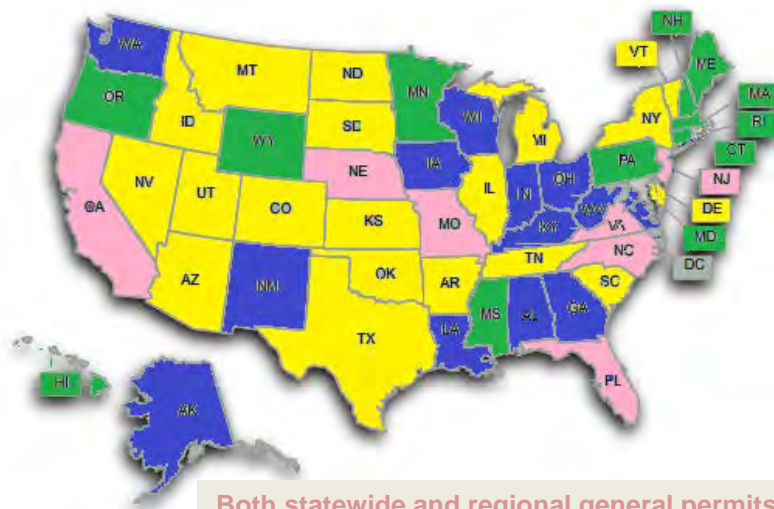 NH
WA
VT
ME
MT
ND
OR
MN
NY
MA
ID
SE
WI
MI
RI
WY
PA
CT
IA
NE
NJ
NV
IL
IN
OH
UT
DE
CA
CO
WV
KS
MO
KY
VA
MD
NC
DC
TN
AZ
OK
NM
AR
SC
MS
AL
GA
TX
LA
HI
AK
PL
Both statewide and regional general permits